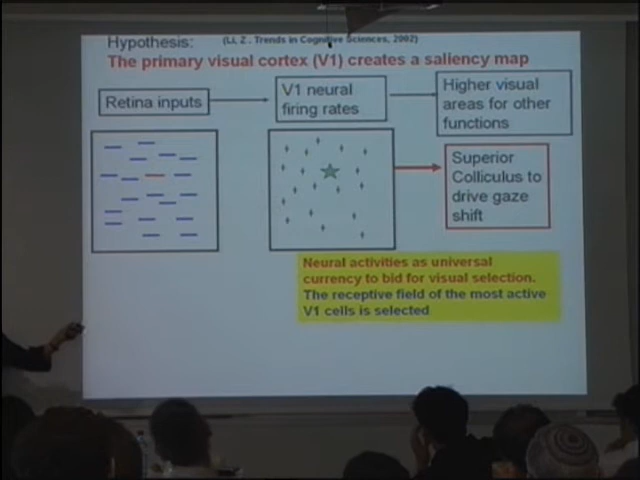 Hypothesis: (Li, Z. Trends in Cognitive Sciences, 2002)
The primary visual cortex (V1) creates a saliency map
Retina inputs
V1 neural
firing rates
Higher visual
areas for other
functions
Superior
Colliculus to
drive gaze
shift
Neural activities as universal
currency to bid for visual selection.
The receptive field of the most active
V1 cells is selected